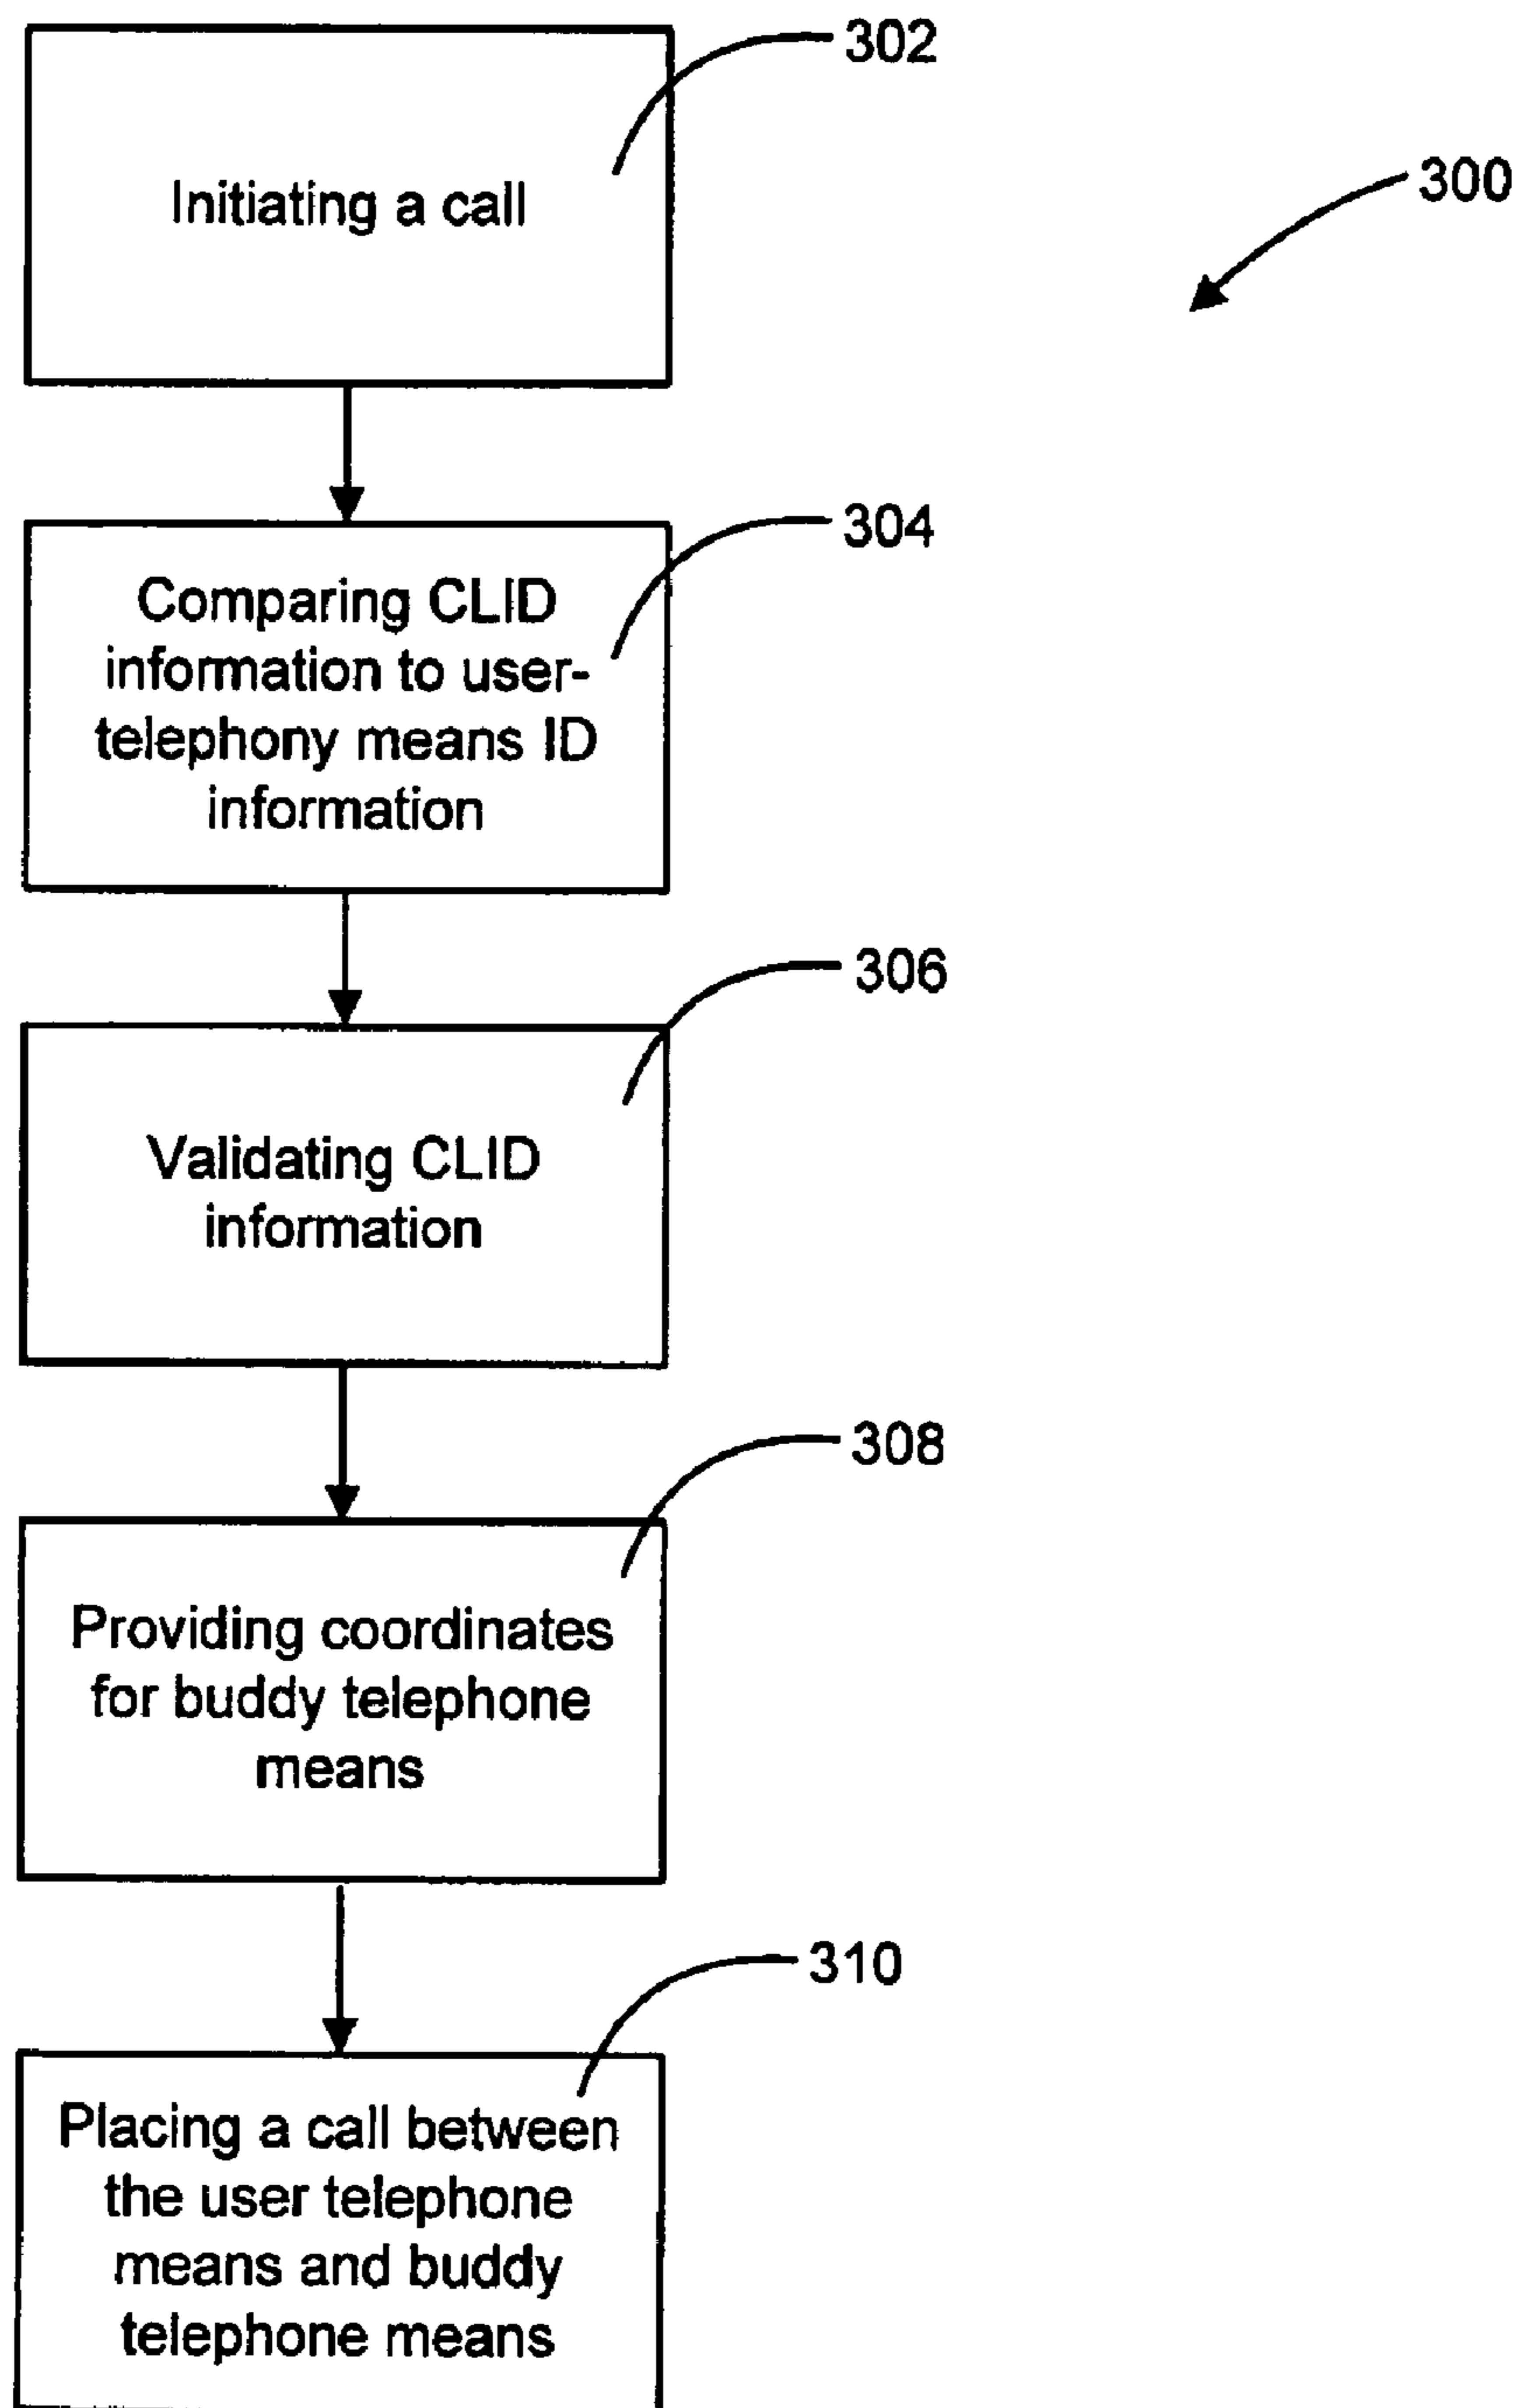 302
Initiating a call
300
304
Comparing CLID
information to user-
telephony means ID
information
306
Validating CLID
information
308
Providing coordinates
for buddy telephone
means
310
Placing a call between
the user telephone
means and buddy
telephone means